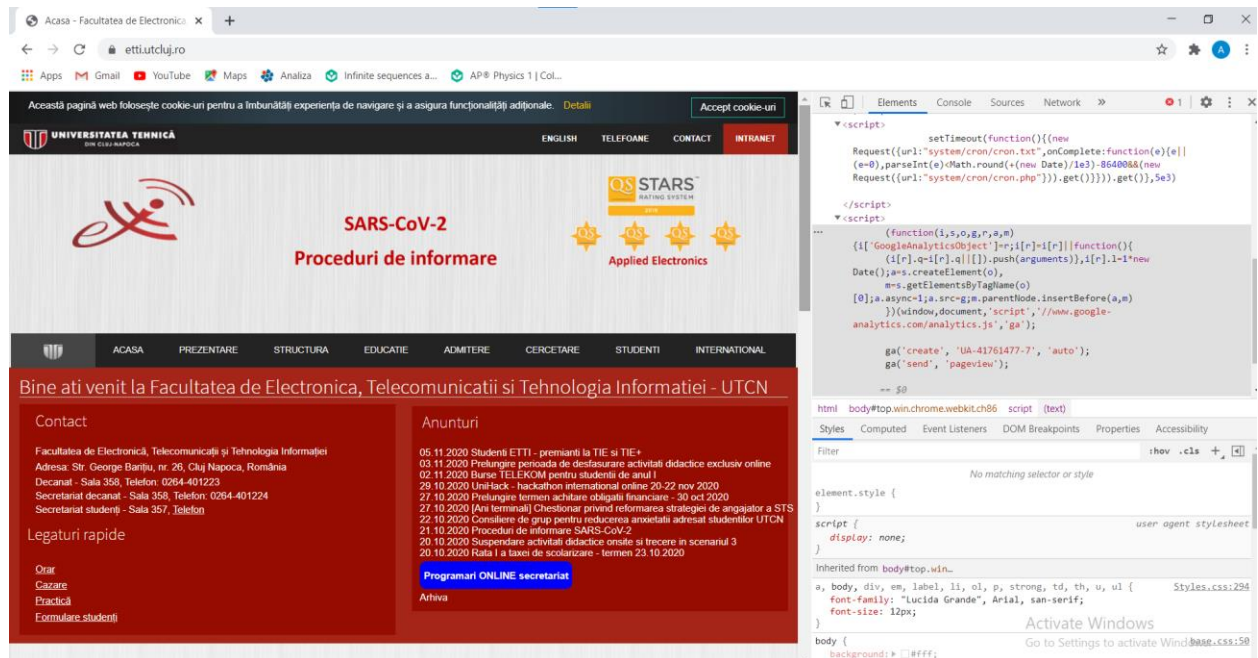 Acasa - Facultatea de Electronica,
etti.utcluj.ro
Apps Gmail YouTube Maps Analiza Infinite sequences a... AP® Physics 1 | Col...
Această pagină web folosește cookie-uri pentru a îmbunătăți experiența de navigare și a asigura funcționalități adiționale. Detalii
Accept cookie-uri
UNIVERSITATEA TEHNICĂ
DIN CLUJ-NAPOCA
ENGLISH TELEFOANE CONTACT INTRANET
SARS-CoV-2
Proceduri de informare
QS STARS™
RATING SYSTEM
QS QS QS QS
Applied Electronics
ACASA PREZENTARE STRUCTURA EDUCATIE ADMITERE CERCETARE STUDENTI INTERNATIONAL
Bine ati venit la Facultatea de Electronica, Telecomunicatii si Tehnologia Informatiei - UTCN
Contact
Facultatea de Electronică, Telecomunicații și Tehnologia Informației
Adresa: Str. George Barițiu, nr. 26, Cluj Napoca, România
Decanat - Sala 358, Telefon: 0264-401223
Secretariat decanat - Sala 358, Telefon: 0264-401224
Secretariat studenți - Sala 357, Telefon
Legaturi rapide
Orar
Cazare
Practică
Formulare studenți
Anunturi
05.11.2020 Studenti ETTI - premianti la TIE si TIE+
03.11.2020 Prelungire perioada de desfasurare activitati didactice exclusiv online
02.11.2020 Burse TELEKOM pentru studentii de anul I
29.10.2020 UniHack - hackathon international online 20-22 nov 2020
27.10.2020 Prelungire termen achitare obligatii financiare - 30 oct 2020
27.10.2020 [Ani terminali] Chestionar privind reformarea strategiei de angajator a STS
22.10.2020 Consiliere de grup pentru reducerea anxietatii adresat studentilor UTCN
21.10.2020 Proceduri de informare SARS-CoV-2
20.10.2020 Suspendare activitati didactice onsite si trecere in scenariul 3
20.10.2020 Rata I a taxei de scolarizare - termen 23.10.2020
Programari ONLINE secretariat
Arhiva
Elements Console Sources Network » 1
▼<script>
setTimeout(function(){(new
Request({url:"system/cron/cron.txt",onComplete:function(e){e||
(e=0),parseInt(e)<Math.round(+(new Date)/1e3)-86400&&(new
Request({url:"system/cron/cron.php"})).get()}})).get()},5e3)
</script>
▼<script>
(function(i,s,o,g,r,a,m)
{i['GoogleAnalyticsObject']=r;i[r]=i[r]||function(){
(i[r].q=i[r].q||[]).push(arguments)},i[r].l=1*new
Date();a=s.createElement(o),
m=s.getElementsByTagName(o)
[0];a.async=1;a.src=g;m.parentNode.insertBefore(a,m)
})(window,document,'script','//www.google-
analytics.com/analytics.js','ga');
ga('create', 'UA-41761477-7', 'auto');
ga('send', 'pageview');
== $0
html body#top.win.chrome.webkit.ch86 script (text)
Styles Computed Event Listeners DOM Breakpoints Properties Accessibility
Filter :hov .cls +
No matching selector or style
element.style {
}
script { user agent stylesheet
display: none;
}
Inherited from body#top.win…
a, body, div, em, label, li, ol, p, strong, td, th, u, ul { Styles.css:294
font-family: "Lucida Grande", Arial, san-serif;
font-size: 12px;
}
Activate Windows
body { Go to Settings to activate Windows. base.css:50
background: ▶ #fff;